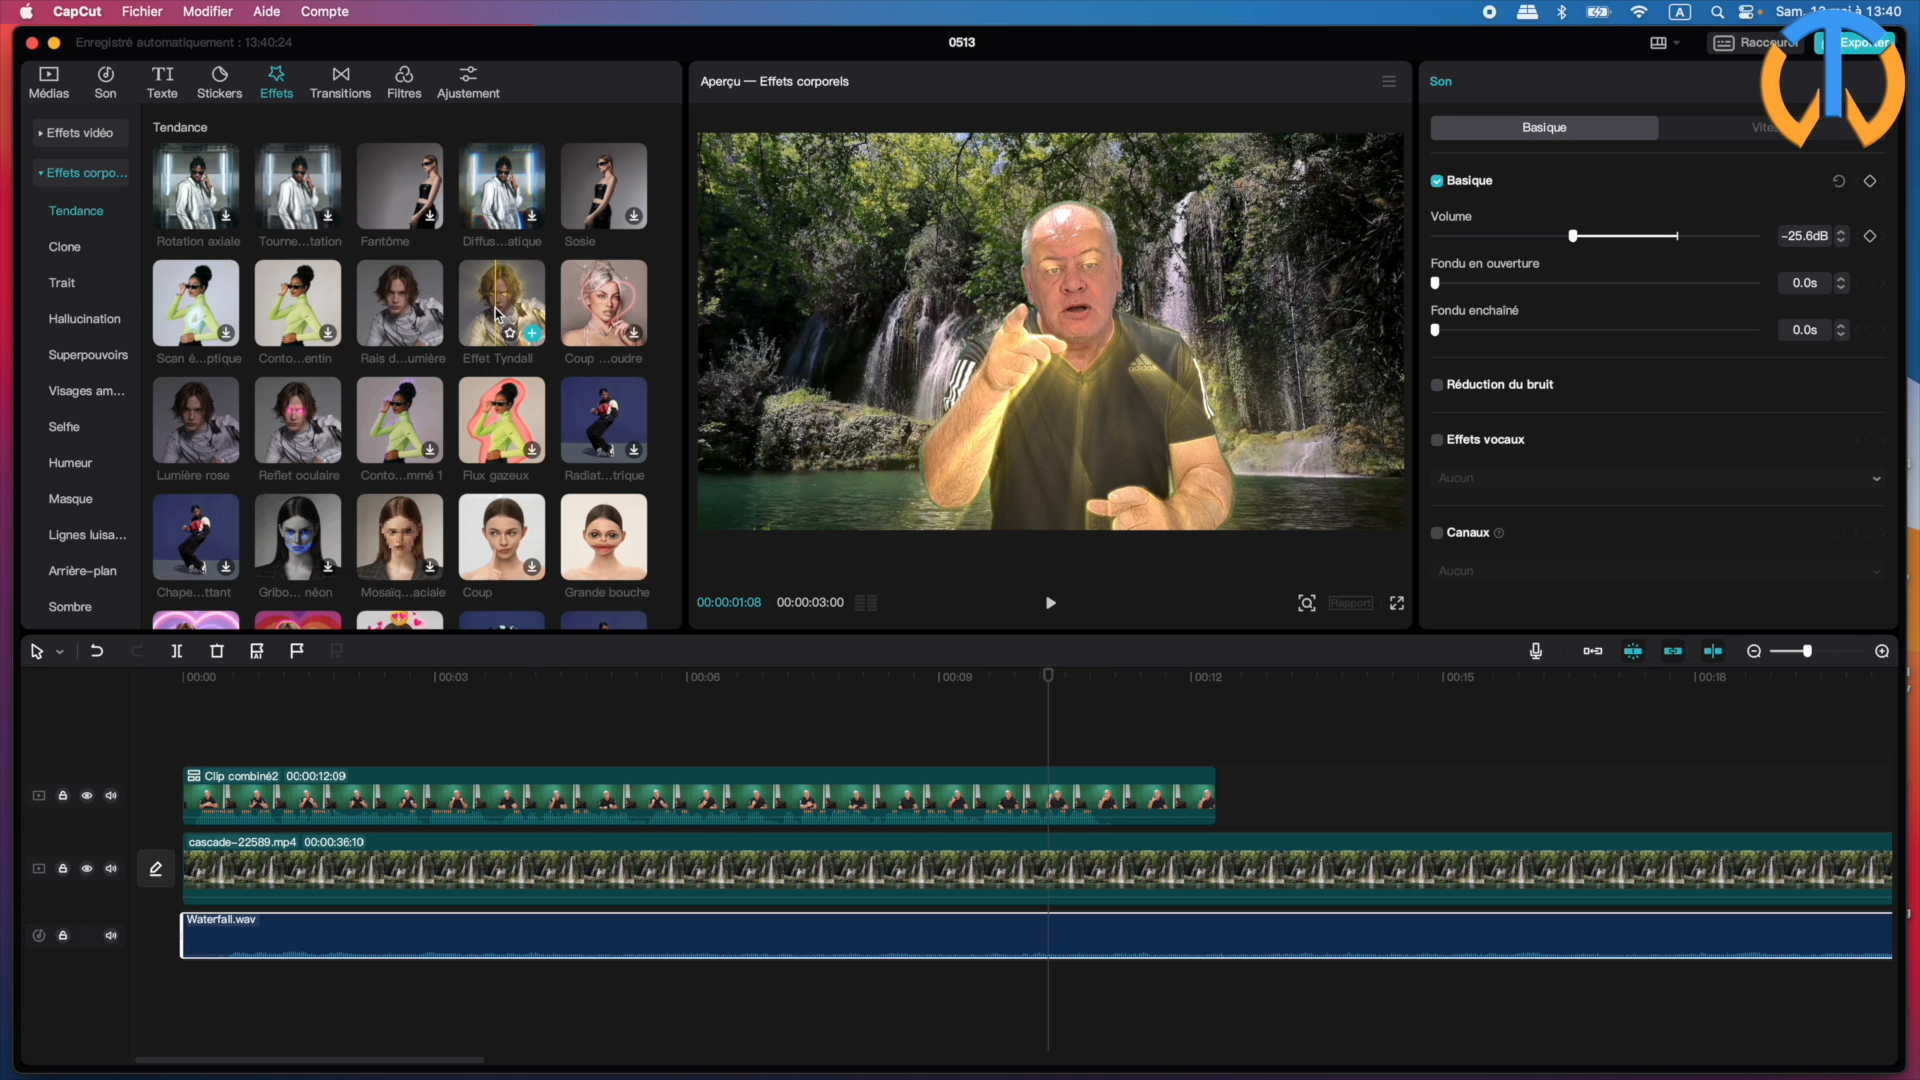 CapCut Fichier Modifier Aide Compte
A
Sam. à 13:40
Enregistré automatiquement : 13:40:24
0513
Médias
Son
TI
Texte
Stickers
Effets
Transitions
Filtres
Ajustement
Effets vidéo
Effets corpo...
Tendance
Clone
Trait
Hallucination
Superpouvoirs
Visages am...
Selfie
Humeur
Masque
Lignes luisa...
Arrière-plan
Sombre
Tendance
Rotation axiale
Tourne...tation
Fantôme
Diffus...atique
Sosie
Scan é...ptique
Conto...entin
Rais d...umière
Effet Tyndall
Coup ...oudre
Lumière rose
Reflet oculaire
Conto...mmé 1
Flux gazeux
Radiat...trique
Chape...ttant
Gribo... néon
Mosaïq...aciale
Coup
Grande bouche
Aperçu — Effets corporels
adidas
00:00:01:08
00:00:03:00
Rapport
Son
Basique
Basique
Volume
-25.6dB
Fondu en ouverture
0.0s
Fondu enchaîné
0.0s
Réduction du bruit
Effets vocaux
Aucun
Canaux
Aucun
00:00
00:03
00:06
00:09
00:12
00:15
00:18
Clip combiné2 00:00:12:09
cascade-22589.mp4 00:00:36:10
Waterfall.wav